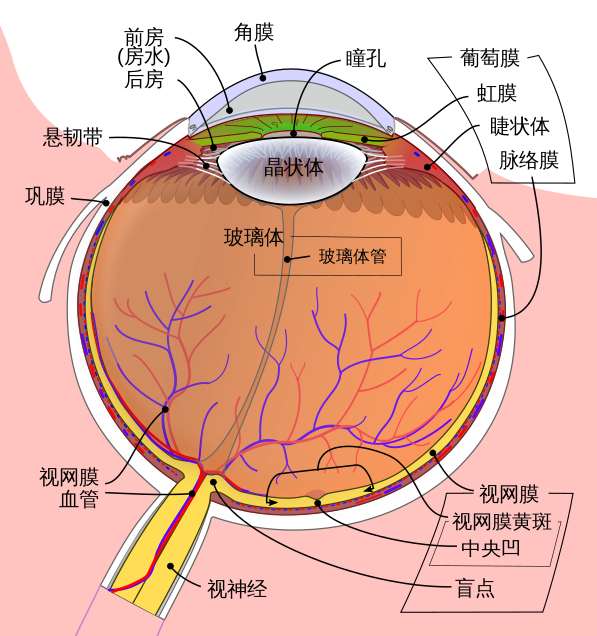 角膜
前房
(房水)
后房
瞳孔
葡萄膜
虹膜
睫状体
脉络膜
悬韧带
晶状体
巩膜
玻璃体
玻璃体管
视网膜
血管
视网膜
视网膜黄斑
中央凹
视神经
盲点